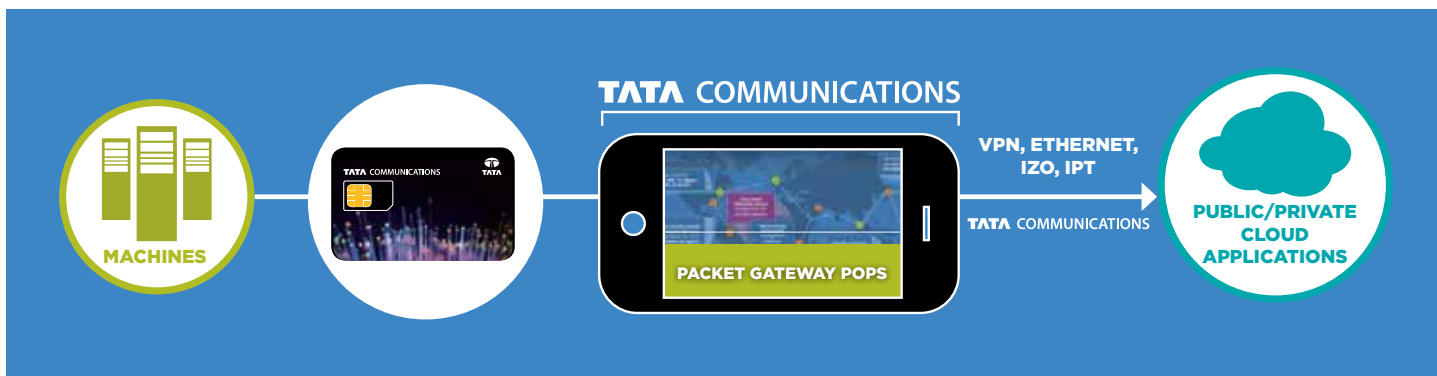 MACHINES
TATA COMMUNICATIONS
TATA
TATA COMMUNICATIONS
PACKET GATEWAY POPS
VPN, ETHERNET,
IZO, IPT
TATA COMMUNICATIONS
PUBLIC/PRIVATE
CLOUD
APPLICATIONS